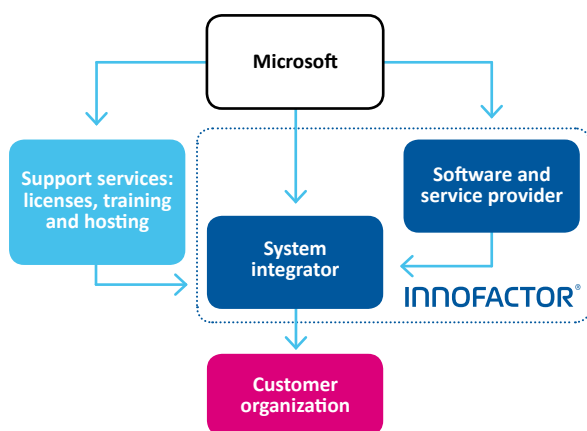 Microsoft
Support services:
licenses, training
and hosting
Software and
service provider
System
integrator
INNOFACTOR®
Customer
organization